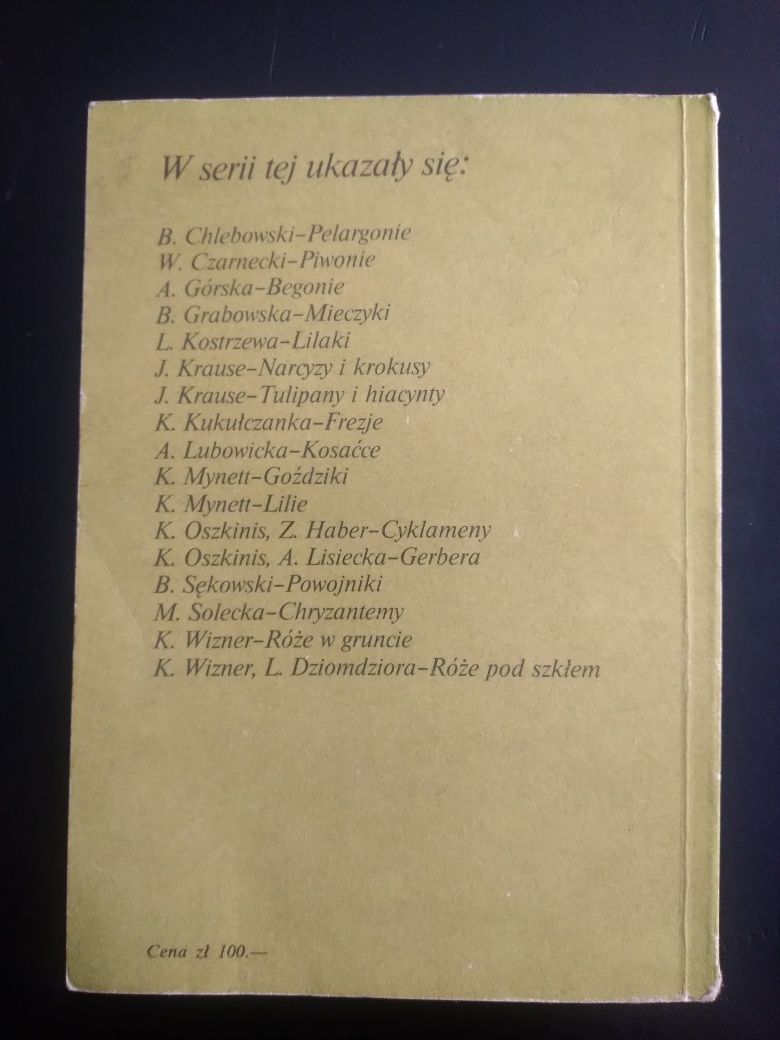 W serii tej ukazały się:
B. Chlebowski–Pelargonie
W. Czarnecki–Piwonie
A. Górska–Begonie
B. Grabowska–Mieczyki
L. Kostrzewa–Lilaki
J. Krause–Narcyzy i krokusy
J. Krause–Tulipany i hiacynty
K. Kukułczanka–Frezje
A. Lubowicka–Kosaćce
K. Mynett–Goździki
K. Mynett–Lilie
K. Oszkinis, Z. Haber–Cyklameny
K. Oszkinis, A. Lisiecka–Gerbera
B. Sękowski–Powojniki
M. Solecka–Chryzantemy
K. Wizner–Róże w gruncie
K. Wizner, L. Dziomdziora–Róże pod szkłem
Cena zł 100.—